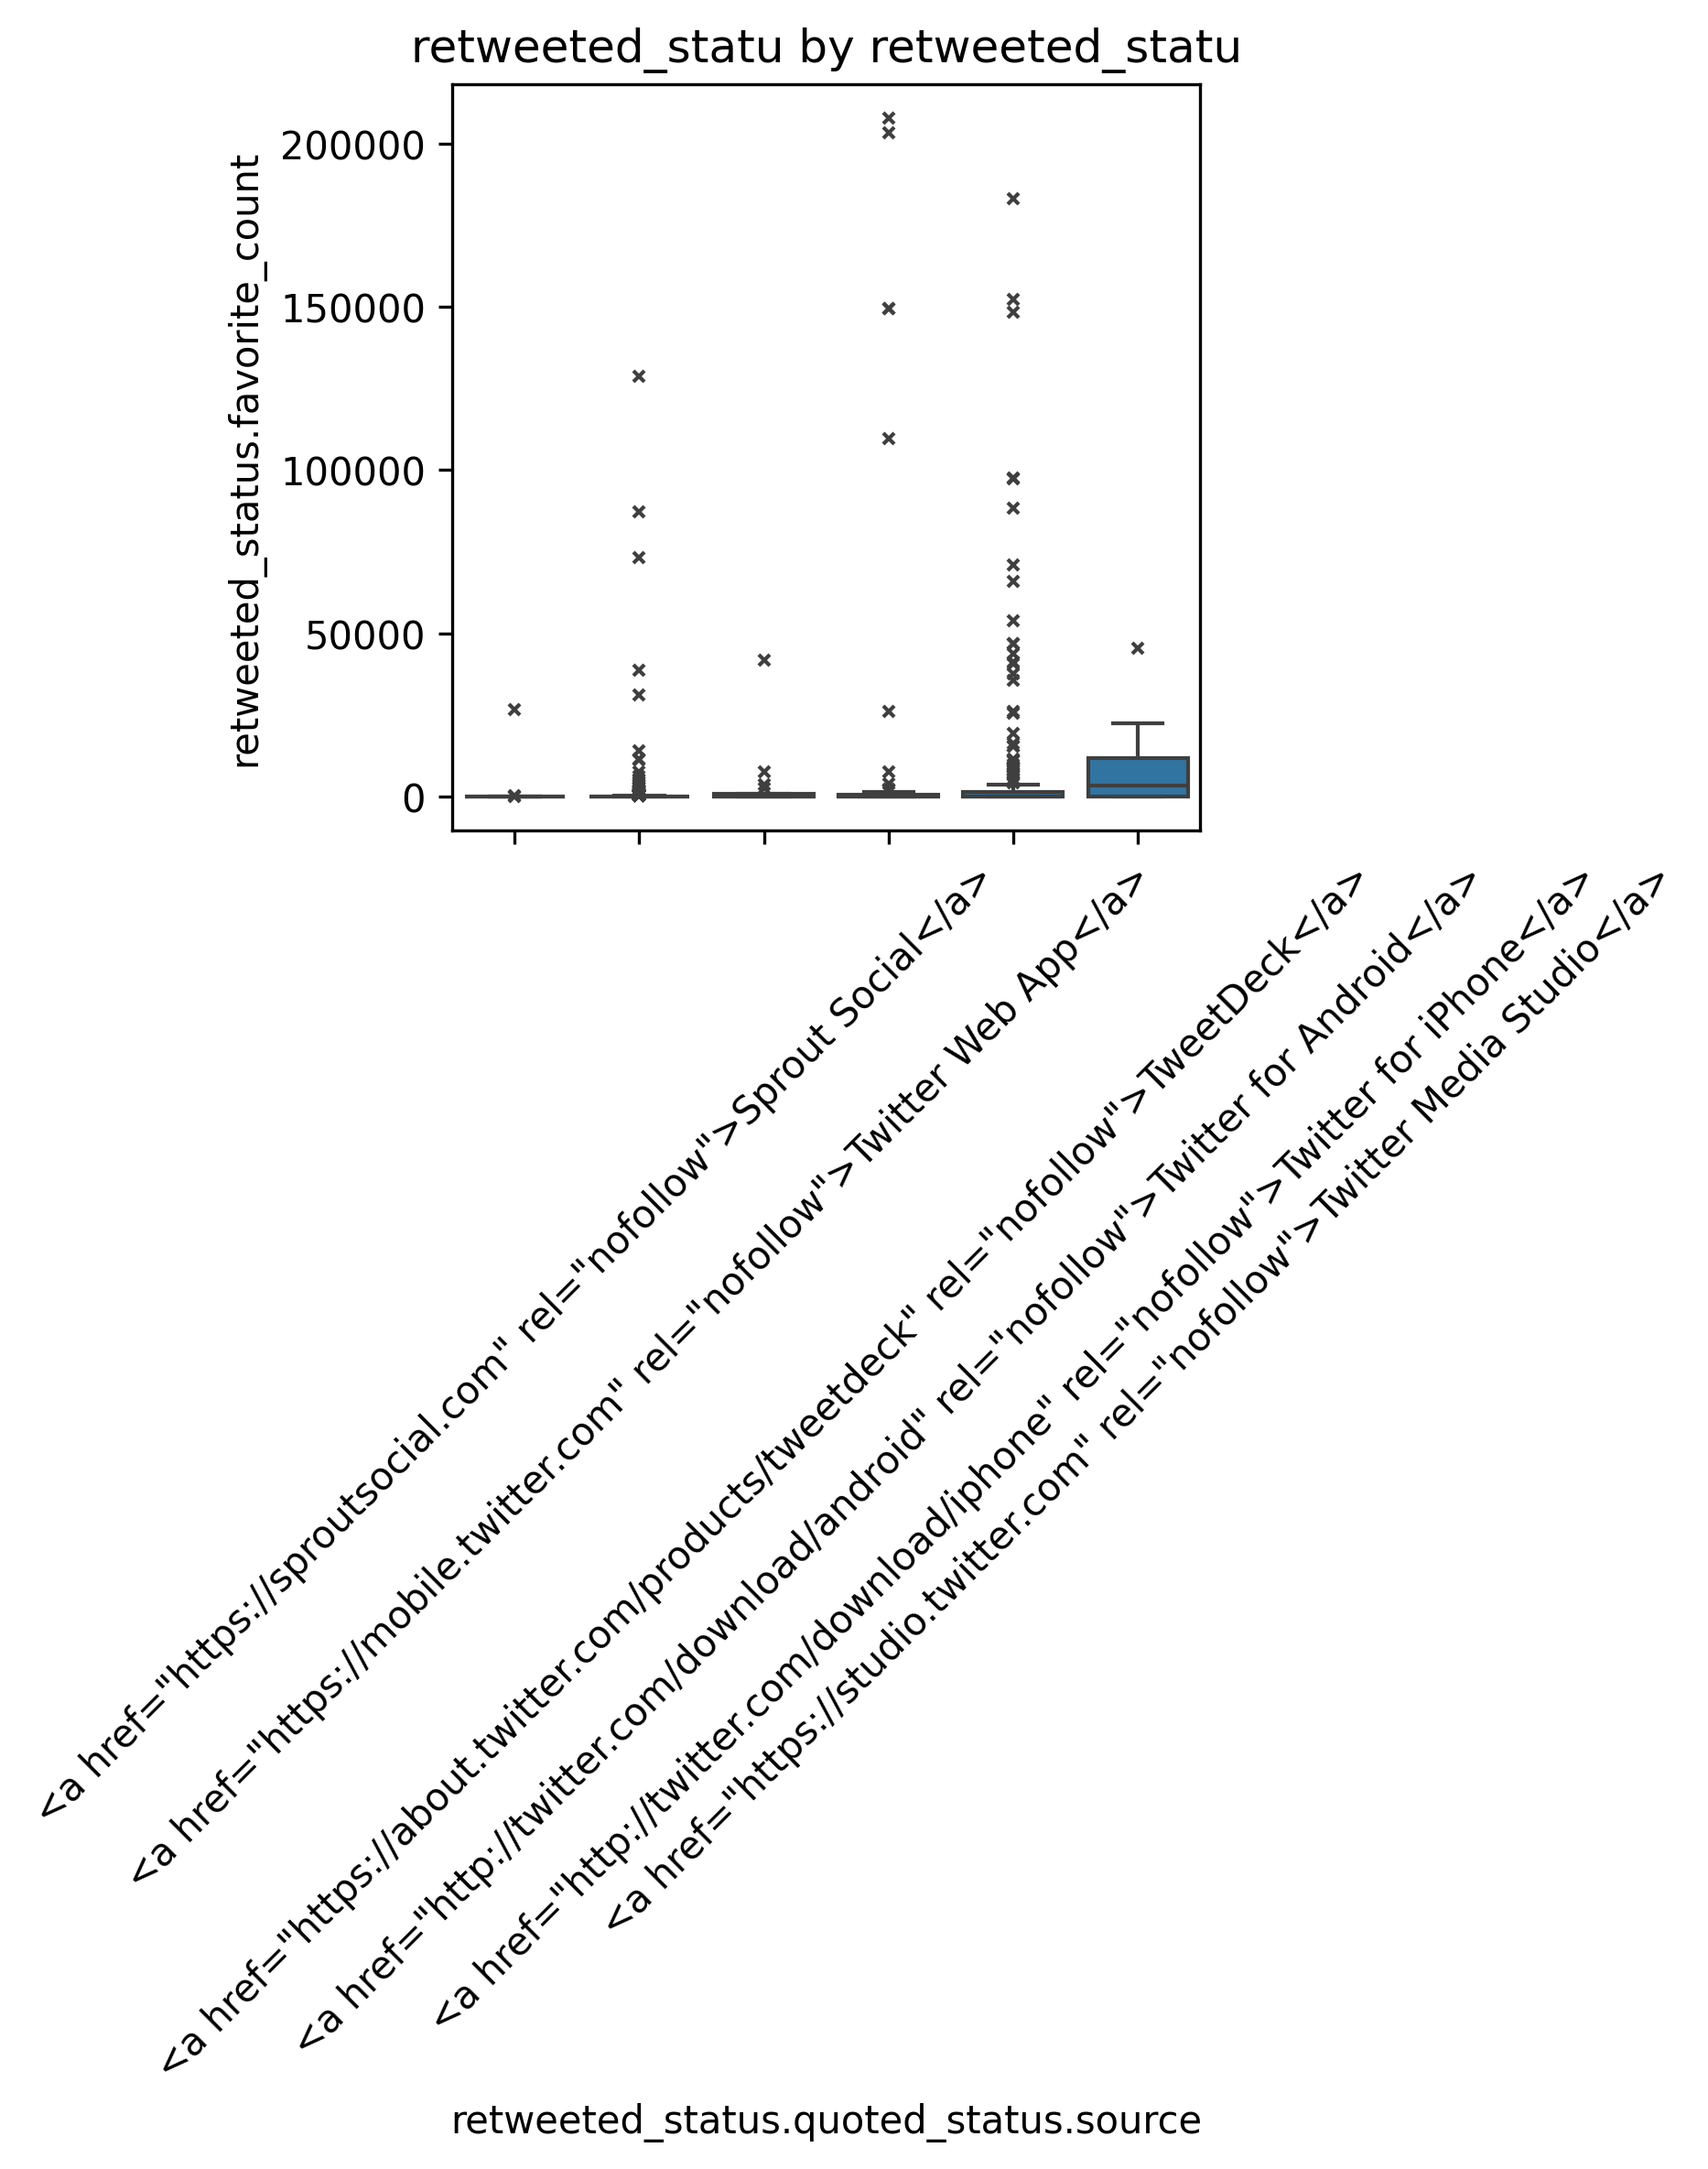 retweeted_statu by retweeted_statu
retweeted_status.favorite_count
200000
150000
100000
50000
0
<a href="https://sproutsocial.com" rel="nofollow">Sprout Social</a>
<a href="https://mobile.twitter.com" rel="nofollow">Twitter Web App</a>
<a href="https://about.twitter.com/products/tweetdeck" rel="nofollow">TweetDeck</a>
<a href="http://twitter.com/download/android" rel="nofollow">Twitter for Android</a>
<a href="http://twitter.com/download/iphone" rel="nofollow">Twitter for iPhone</a>
<a href="https://studio.twitter.com" rel="nofollow">Twitter Media Studio</a>
retweeted_status.quoted_status.source